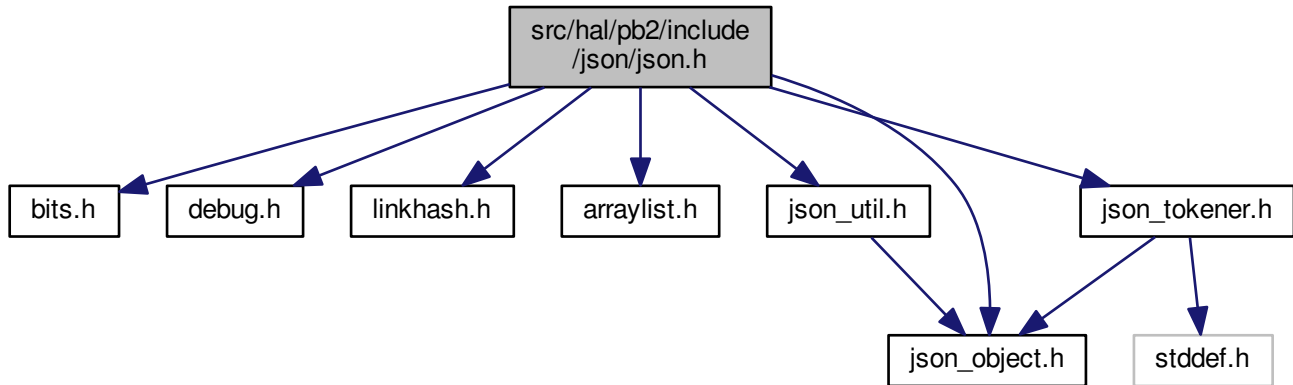 src/hal/pb2/include
/json/json.h
bits.h
debug.h
linkhash.h
arraylist.h
json_util.h
json_tokener.h
json_object.h
stddef.h